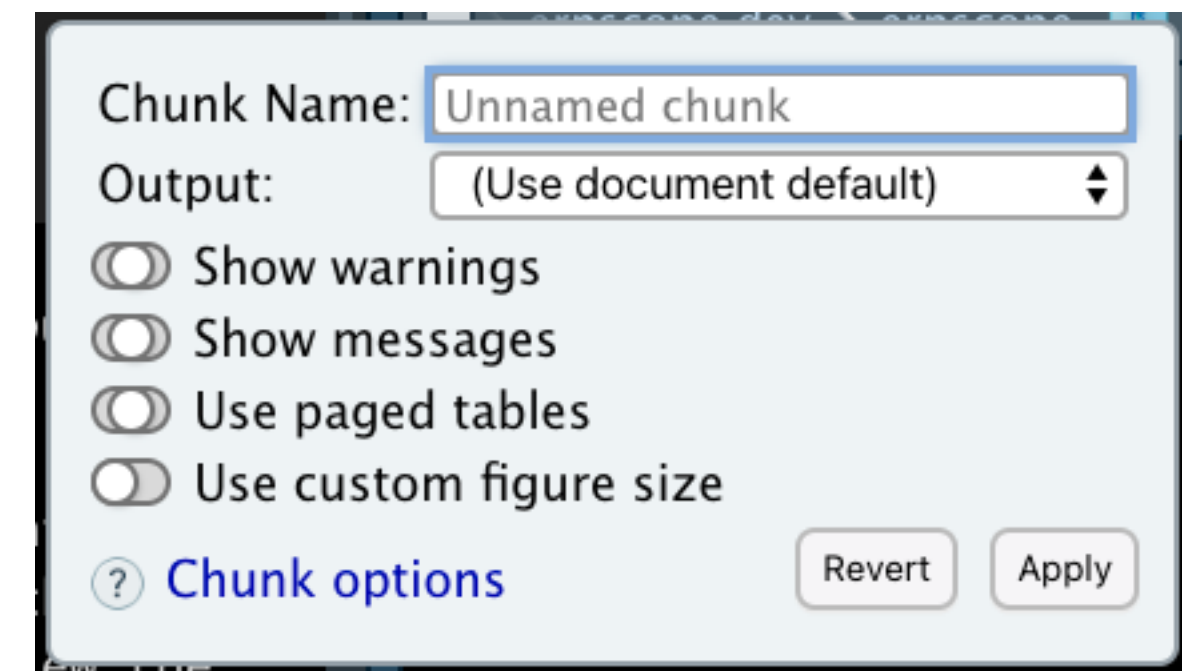 Chunk Name: Unnamed chunk
Output: (Use document default)
Show warnings
Show messages
Use paged tables
Use custom figure size
? Chunk options Revert Apply